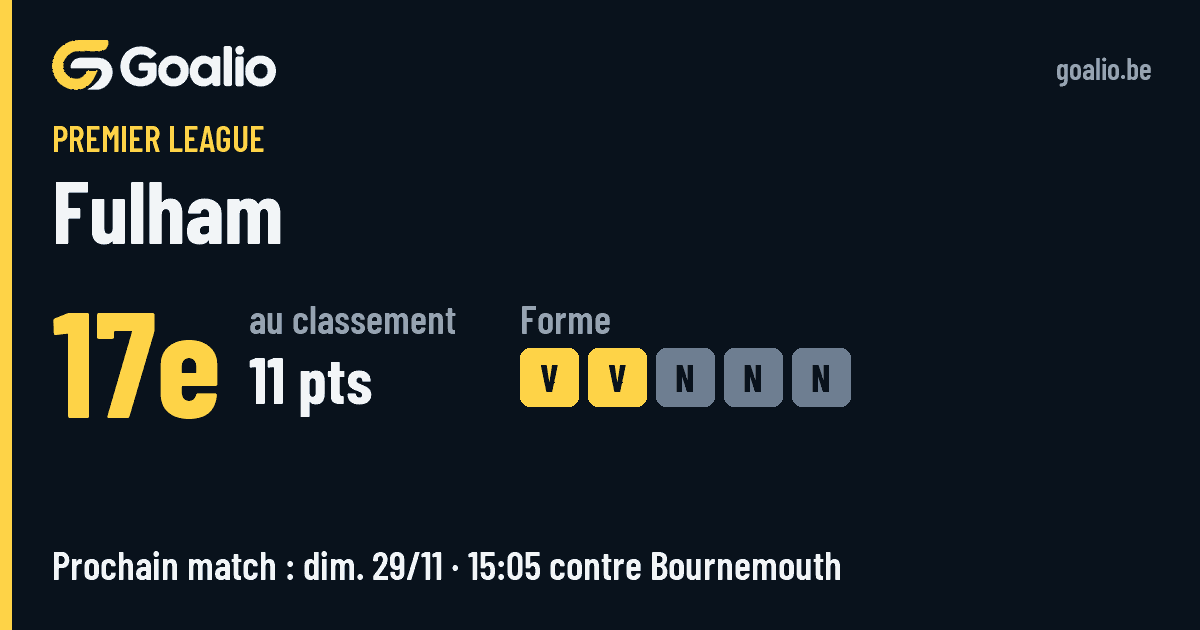 Goalio
goalio.be
PREMIER LEAGUE
Fulham
17e
au classement
11 pts
Forme
V V N N N
Prochain match : dim. 29/11 · 15:05 contre Bournemouth